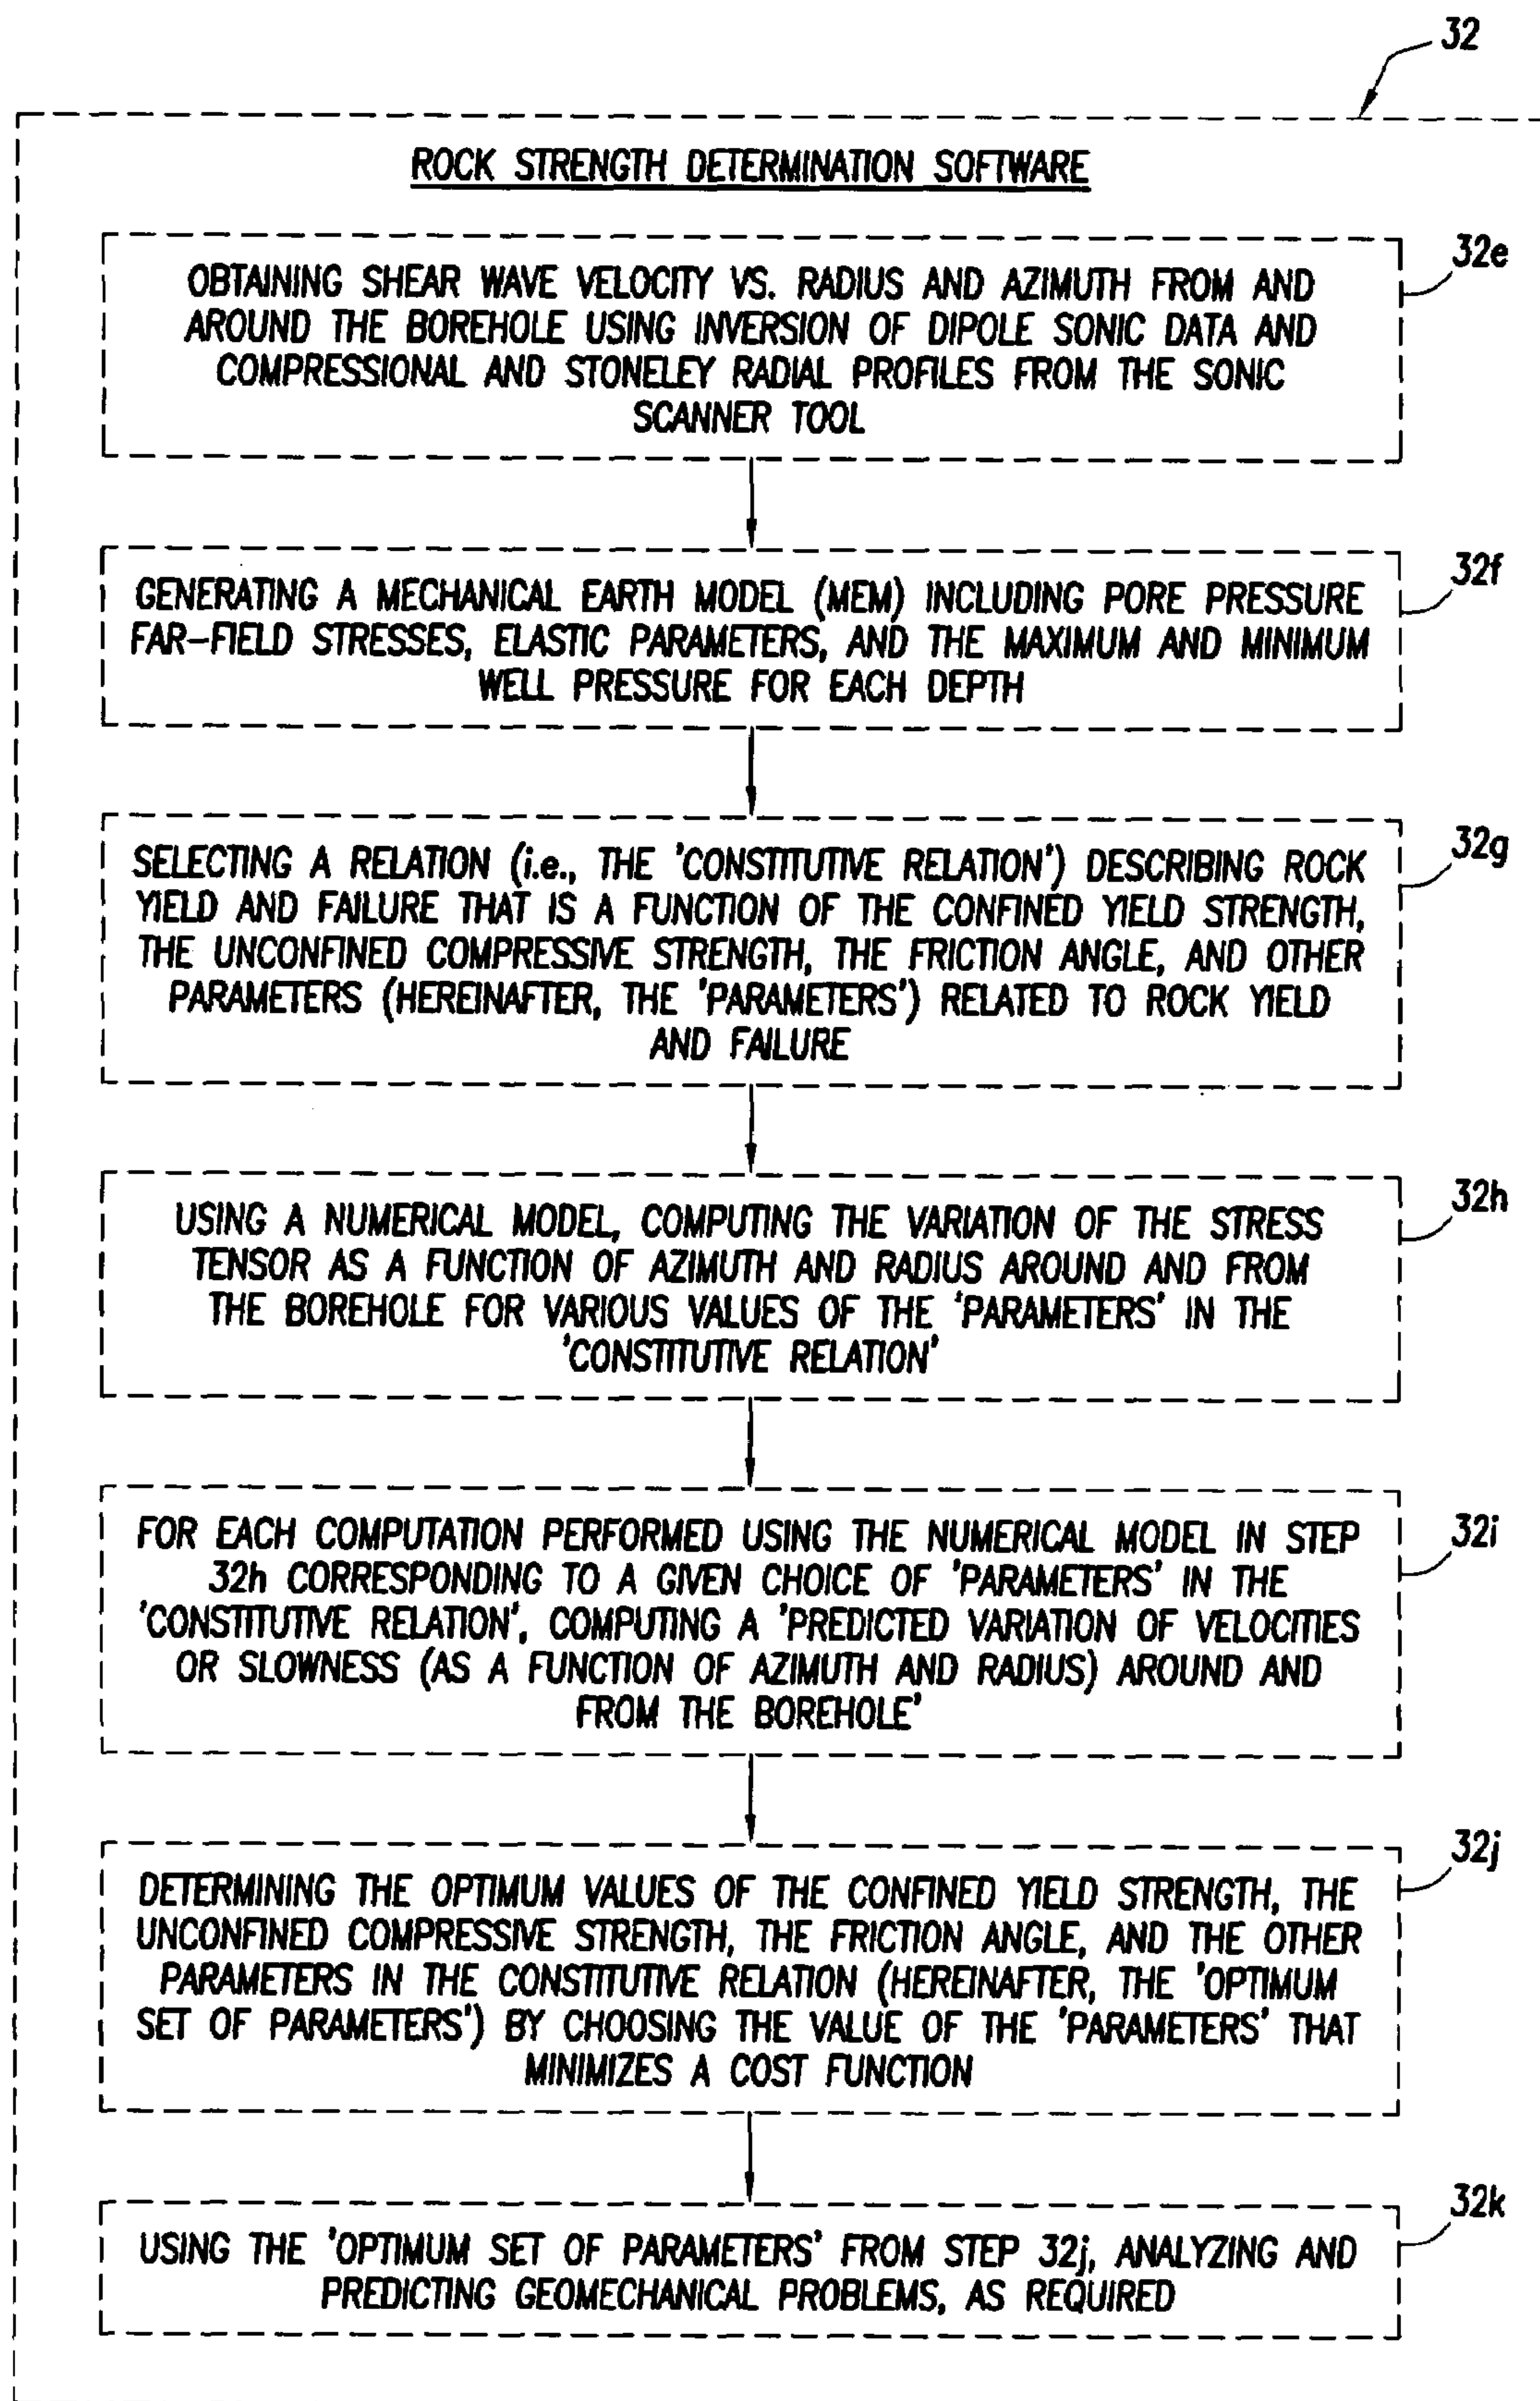 32
ROCK STRENGTH DETERMINATION SOFTWARE
32e
OBTAINING SHEAR WAVE VELOCITY VS. RADIUS AND AZIMUTH FROM AND
AROUND THE BOREHOLE USING INVERSION OF DIPOLE SONIC DATA AND
COMPRESSIONAL AND STONELEY RADIAL PROFILES FROM THE SONIC
SCANNER TOOL
32f
GENERATING A MECHANICAL EARTH MODEL (MEM) INCLUDING PORE PRESSURE
FAR-FIELD STRESSES, ELASTIC PARAMETERS, AND THE MAXIMUM AND MINIMUM
WELL PRESSURE FOR EACH DEPTH
32g
SELECTING A RELATION (i.e., THE 'CONSTITUTIVE RELATION') DESCRIBING ROCK
YIELD AND FAILURE THAT IS A FUNCTION OF THE CONFINED YIELD STRENGTH,
THE UNCONFINED COMPRESSIVE STRENGTH, THE FRICTION ANGLE, AND OTHER
PARAMETERS (HEREINAFTER, THE 'PARAMETERS') RELATED TO ROCK YIELD
AND FAILURE
32h
USING A NUMERICAL MODEL, COMPUTING THE VARIATION OF THE STRESS
TENSOR AS A FUNCTION OF AZIMUTH AND RADIUS AROUND AND FROM
THE BOREHOLE FOR VARIOUS VALUES OF THE 'PARAMETERS' IN THE
'CONSTITUTIVE RELATION'
32i
FOR EACH COMPUTATION PERFORMED USING THE NUMERICAL MODEL IN STEP
32h CORRESPONDING TO A GIVEN CHOICE OF 'PARAMETERS' IN THE
'CONSTITUTIVE RELATION', COMPUTING A 'PREDICTED VARIATION OF VELOCITIES
OR SLOWNESS (AS A FUNCTION OF AZIMUTH AND RADIUS) AROUND AND
FROM THE BOREHOLE'
32j
DETERMINING THE OPTIMUM VALUES OF THE CONFINED YIELD STRENGTH, THE
UNCONFINED COMPRESSIVE STRENGTH, THE FRICTION ANGLE, AND THE OTHER
PARAMETERS IN THE CONSTITUTIVE RELATION (HEREINAFTER, THE 'OPTIMUM
SET OF PARAMETERS') BY CHOOSING THE VALUE OF THE 'PARAMETERS' THAT
MINIMIZES A COST FUNCTION
32k
USING THE 'OPTIMUM SET OF PARAMETERS' FROM STEP 32j, ANALYZING AND
PREDICTING GEOMECHANICAL PROBLEMS, AS REQUIRED